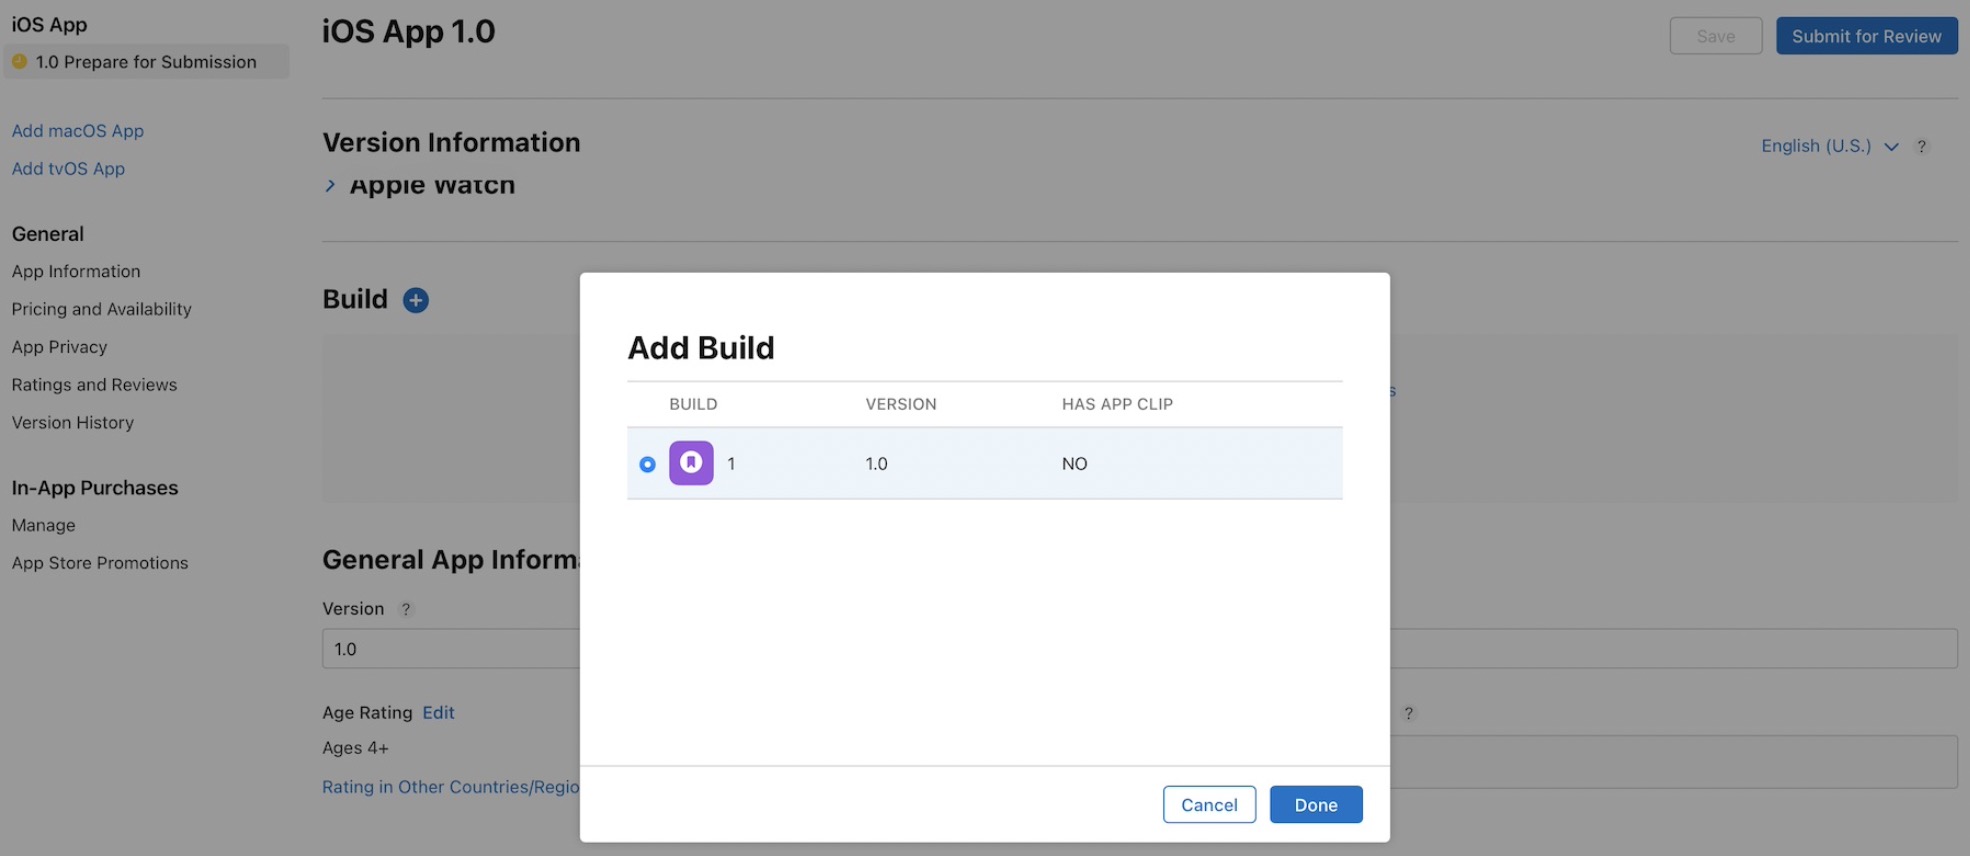 iOS App
1.0 Prepare for Submission
Add macOS App
Add tvOS App
General
App Information
Pricing and Availability
App Privacy
Ratings and Reviews
Version History
In-App Purchases
Manage
App Store Promotions
iOS App 1.0
Save
Submit for Review
Version Information
English (U.S.)
?
Apple Watch
Build
s
General App Informa
Version ?
1.0
Age Rating Edit
?
Ages 4+
Rating in Other Countries/Regio
Add Build
BUILD VERSION HAS APP CLIP
1 1.0 NO
Cancel Done